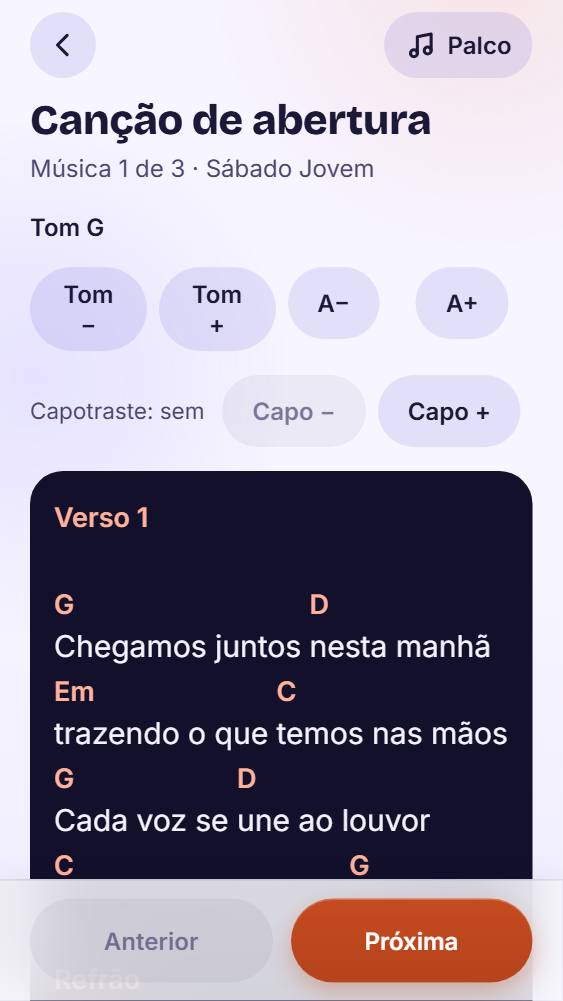 Palco
Canção de abertura
Música 1 de 3 · Sábado Jovem
Tom G
Tom −
Tom +
A−
A+
Capotraste: sem
Capo −
Capo +
Verso 1
G D
Chegamos juntos nesta manhã
Em C
trazendo o que temos nas mãos
G D
Cada voz se une ao louvor
C G
Anterior
Próxima
Refrão